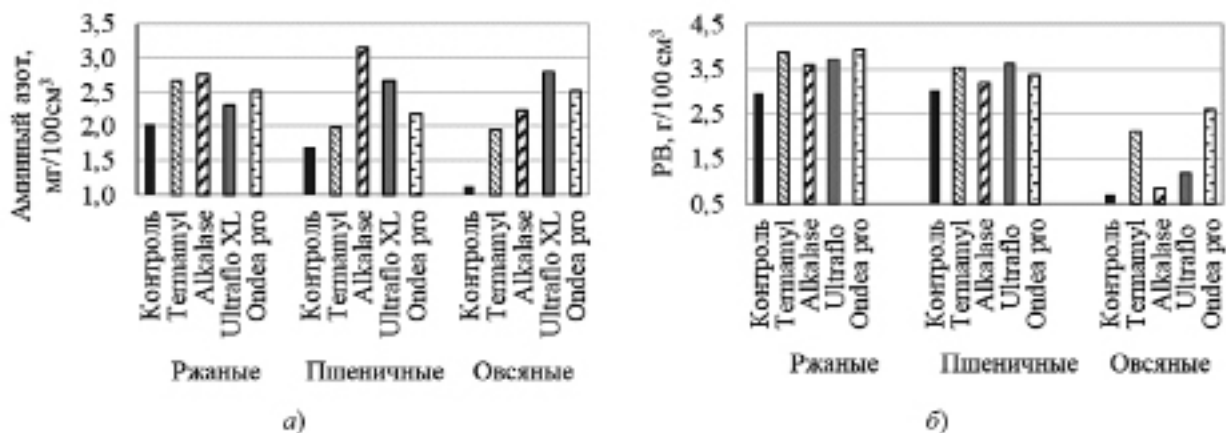 Аминный азот,
мг/100см³
3,5
3,0
2,5
2,0
1,5
1,0
Контроль
Termamyl
Alkalase
Ultraflo XL
Ondea pro
Контроль
Termamyl
Alkalase
Ultraflo XL
Ondea pro
Контроль
Termamyl
Alkalase
Ultraflo XL
Ondea pro
Ржаные
Пшеничные
Овсяные
а)
РВ, г/100 см³
4,5
3,5
2,5
1,5
0,5
Контроль
Termamyl
Alkalase
Ultraflo
Ondea pro
Контроль
Termamyl
Alkalase
Ultraflo
Ondea pro
Контроль
Termamyl
Alkalase
Ultraflo
Ondea pro
Ржаные
Пшеничные
Овсяные
б)